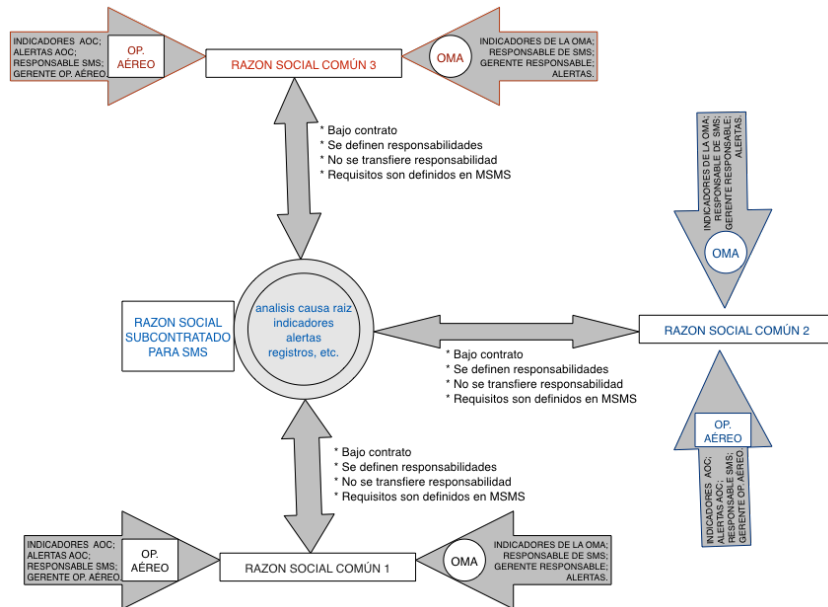 INDICADORES AOC;
ALERTAS AOC;
RESPONSABLE SMS;
GERENTE OP. AÉREO.
OP.
AÉREO
RAZON SOCIAL COMÚN 3
OMA
INDICADORES DE LA OMA;
RESPONSABLE DE SMS;
GERENTE RESPONSABLE;
ALERTAS.
* Bajo contrato
* Se definen responsabilidades
* No se transfiere responsabilidad
* Requisitos son definidos en MSMS
INDICADORES DE LA OMA;
RESPONSABLE DE SMS;
GERENTE RESPONSABLE;
ALERTAS.
OMA
RAZON SOCIAL
SUBCONTRATADO
PARA SMS
analisis causa raiz
indicadores
alertas
registros, etc.
RAZON SOCIAL COMÚN 2
* Bajo contrato
* Se definen responsabilidades
* No se transfiere responsabilidad
* Requisitos son definidos en MSMS
OP.
AÉREO
INDICADORES AOC;
ALERTAS AOC;
RESPONSABLE SMS;
GERENTE OP. AÉREO.
* Bajo contrato
* Se definen responsabilidades
* No se transfiere responsabilidad
* Requisitos son definidos en MSMS
INDICADORES AOC;
ALERTAS AOC;
RESPONSABLE SMS;
GERENTE OP. AÉREO.
OP.
AÉREO
RAZON SOCIAL COMÚN 1
OMA
INDICADORES DE LA OMA;
RESPONSABLE DE SMS;
GERENTE RESPONSABLE;
ALERTAS.